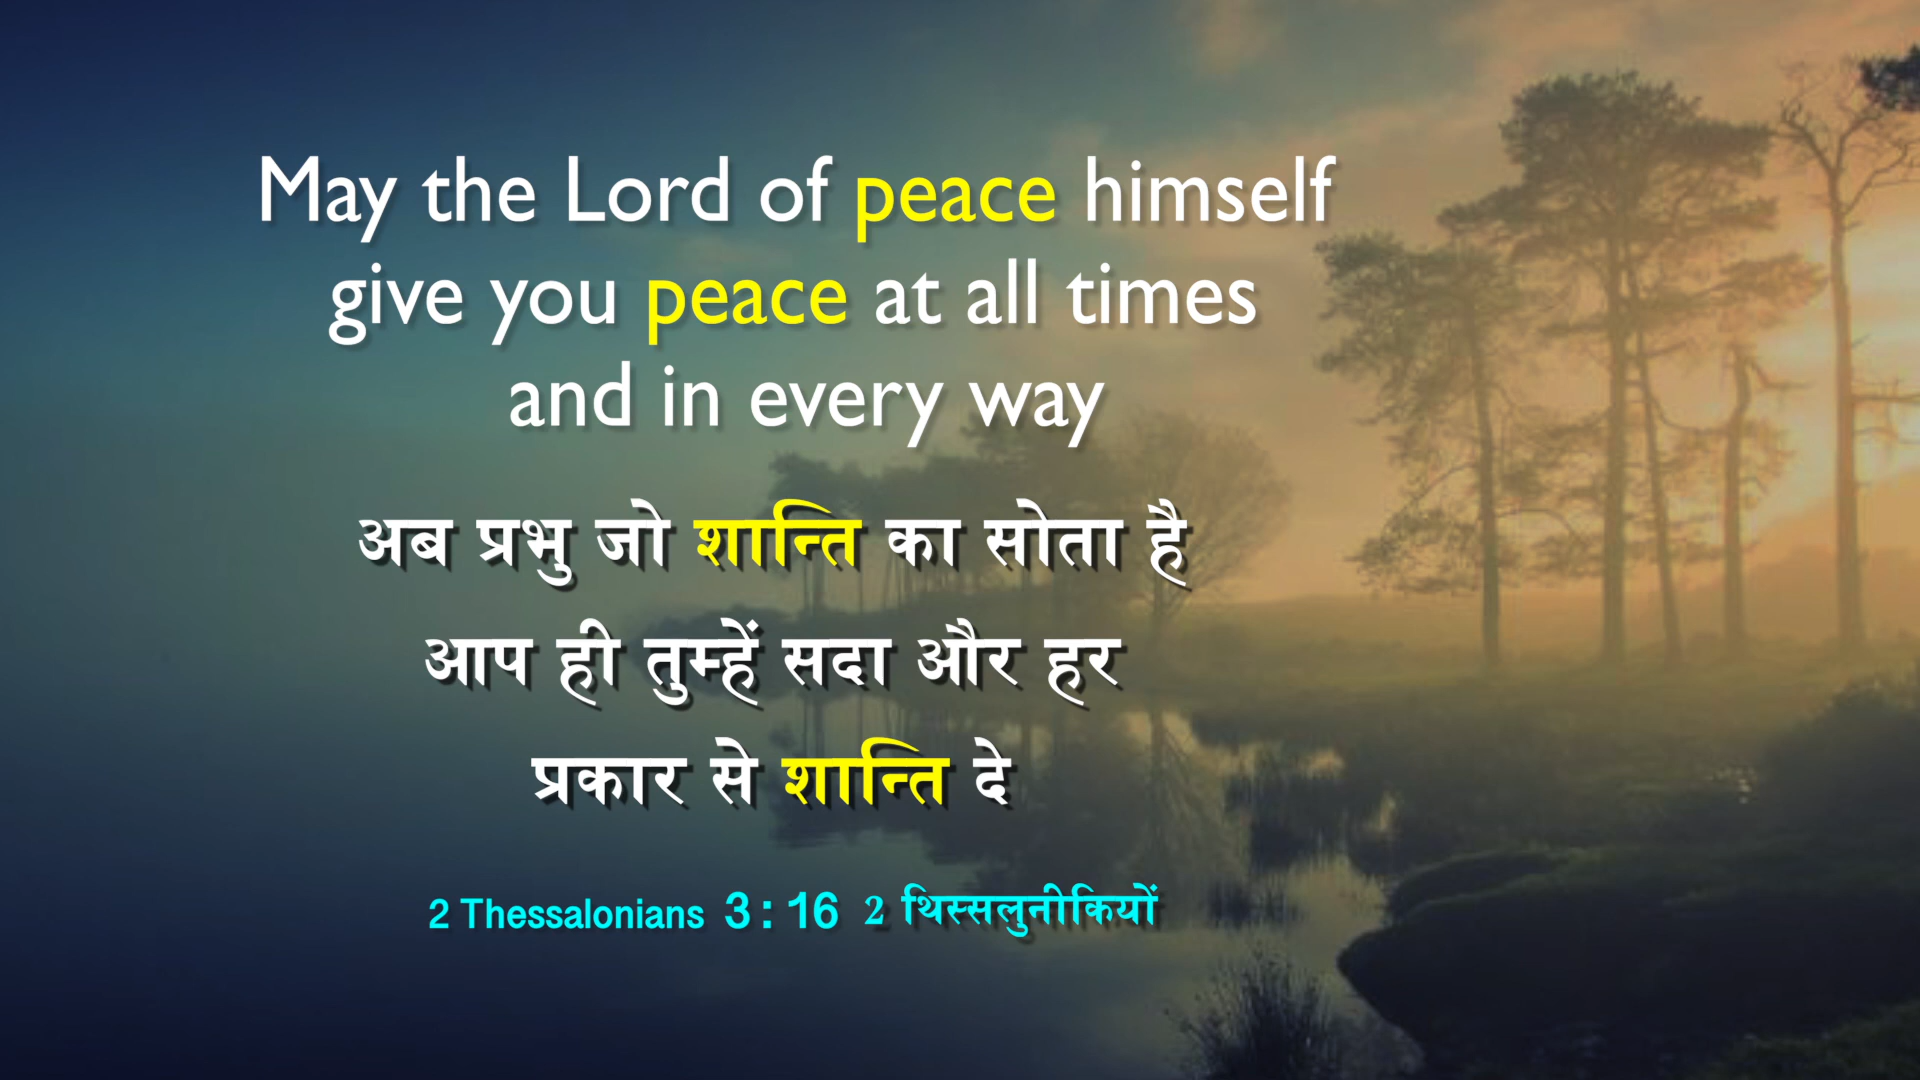 May the Lord of peace himself
give you peace at all times
and in every way
अब प्रभु जो शान्ति का सोता है
आप ही तुम्हें सदा और हर
प्रकार से शान्ति दे
2 Thessalonians 3 : 16 2 थिस्सलुनीकियों